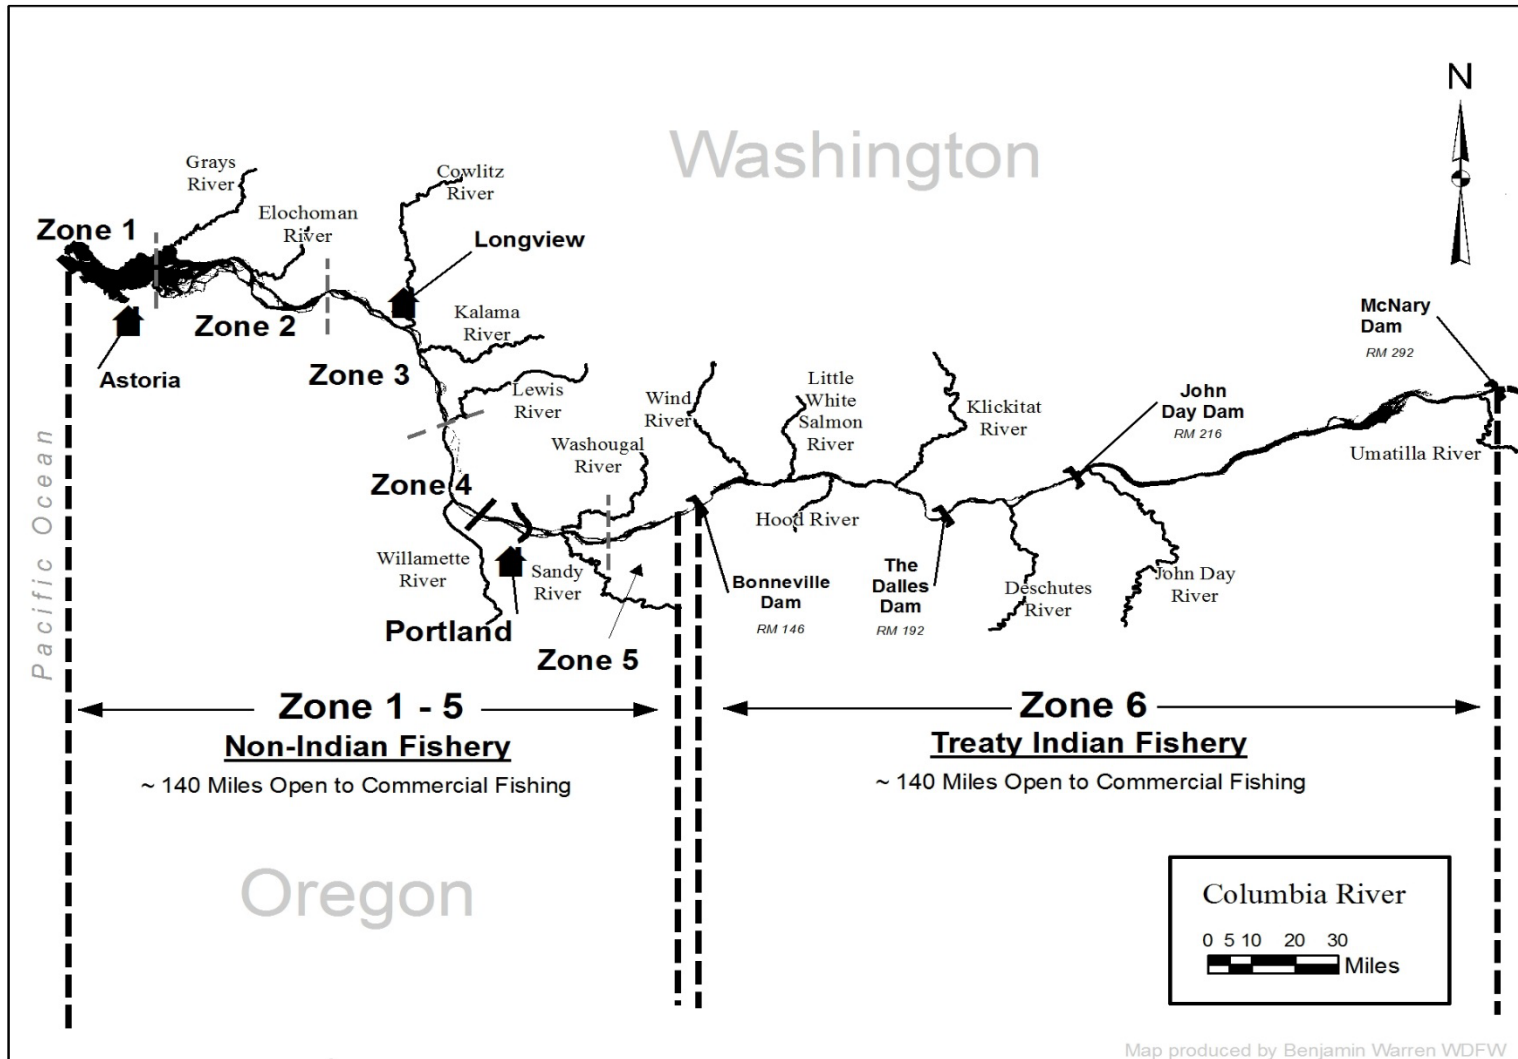 N
Washington
Grays
River
Cowlitz
River
Elochoman
River
Zone 1
Longview
Zone 2
Kalama
River
McNary
Dam
RM 292
Astoria
Zone 3
Lewis
River
Wind
River
Little
White
Salmon
River
Klickitat
River
John
Day Dam
RM 216
Washougal
River
Umatilla River
Pacific Ocean
Zone 4
Hood River
Willamette
River
Sandy
River
Bonneville
Dam
RM 146
The
Dalles
Dam
RM 192
Deschutes
River
John Day
River
Portland
Zone 5
Zone 1 - 5
Non-Indian Fishery
~ 140 Miles Open to Commercial Fishing
Zone 6
Treaty Indian Fishery
~ 140 Miles Open to Commercial Fishing
Oregon
Columbia River
0 5 10 20 30
Miles
Map produced by Benjamin Warren WDFW